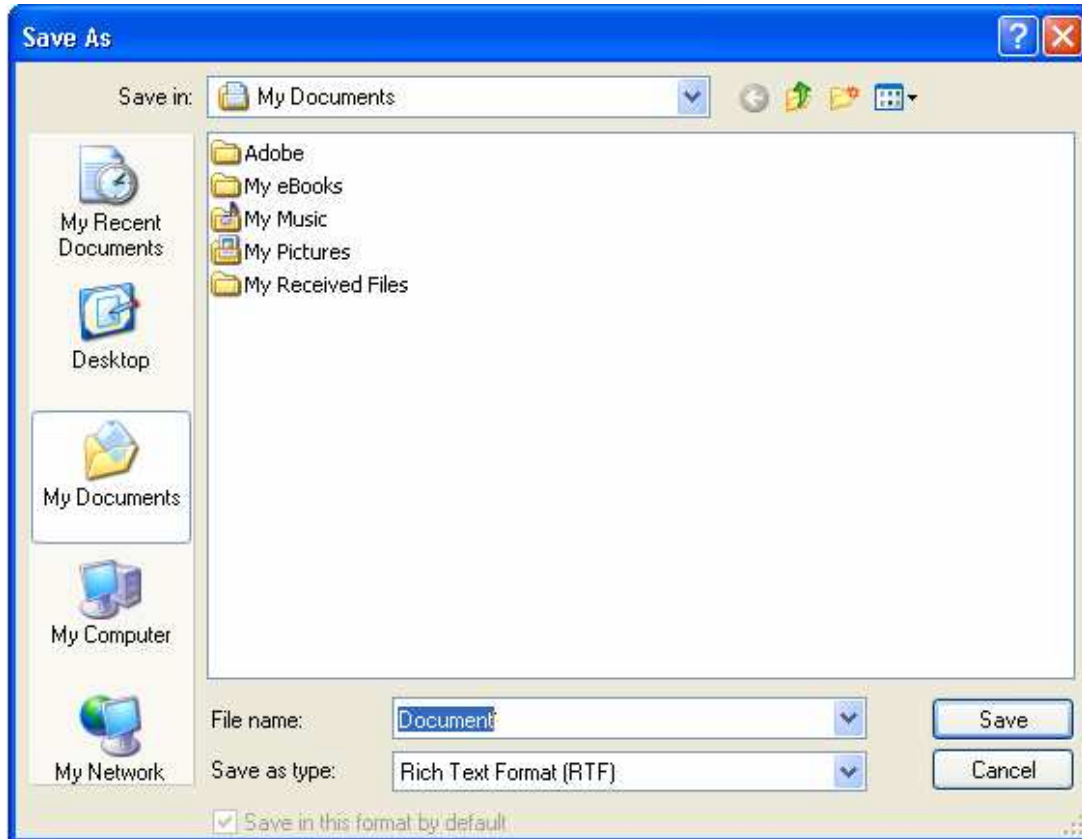 Save As
Save in:
My Documents
My Recent
Documents
Desktop
My Documents
My Computer
My Network
Adobe
My eBooks
My Music
My Pictures
My Received Files
File name:
Document
Save
Save as type:
Rich Text Format (RTF)
Cancel
Save in this format by default